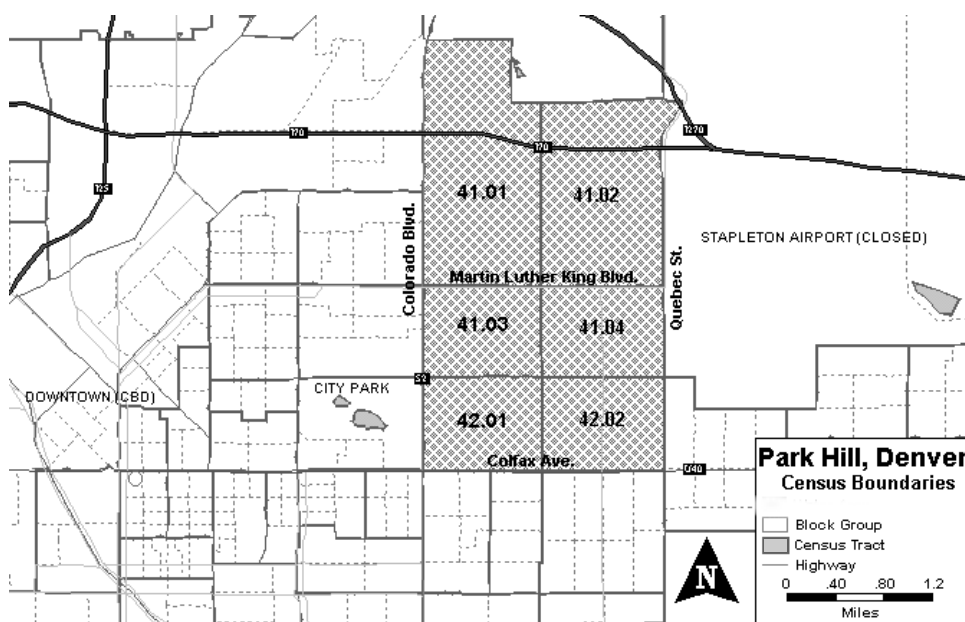 I70
I70
I270
I25
41.01
41.02
Colorado Blvd.
Quebec St.
STAPLETON AIRPORT (CLOSED)
Martin Luther King Blvd.
41.03
41.04
DOWNTOWN (CBD)
CITY PARK
42.01
42.02
Colfax Ave.
U40
Park Hill, Denver
Census Boundaries
Block Group
Census Tract
Highway
0 .40 .80 1.2
Miles
N